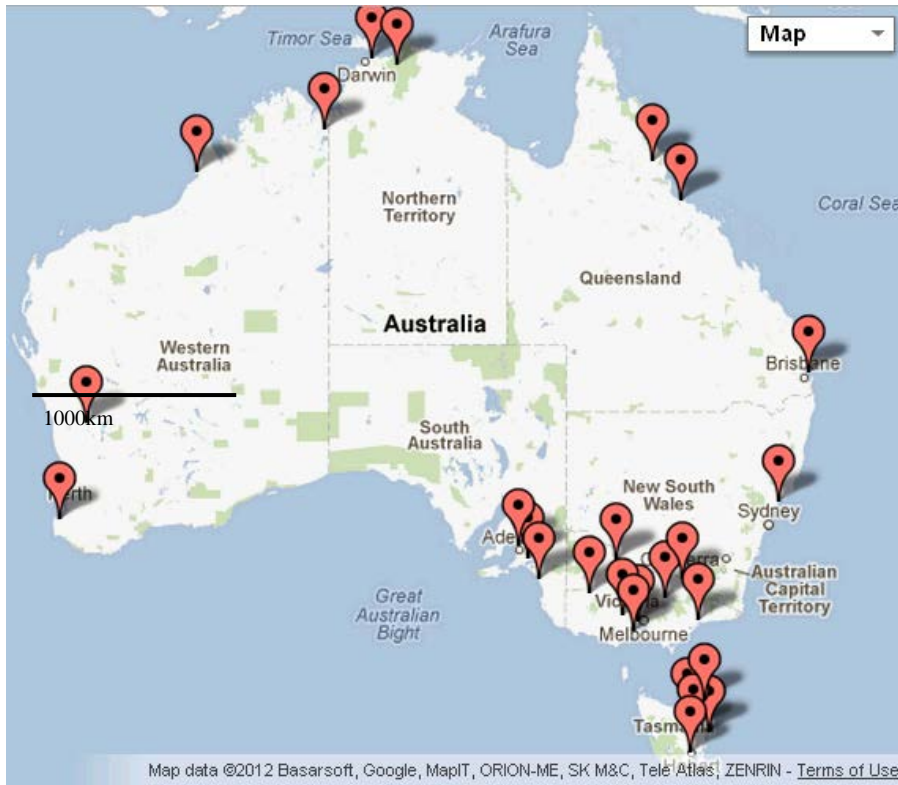 Map
Timor Sea
Arafura
Sea
Darwin
Northern
Territory
Coral Sea
Queensland
Australia
Western
Australia
Brisbane
1000km
South
Australia
New South
Wales
Sydney
Australian
Capital
Territory
Great
Australian
Bight
Melbourne
Map data ©2012 Basarsoft, Google, MapIT, ORION-ME, SK M&C, Tele Atlas, ZENRIN - Terms of Use